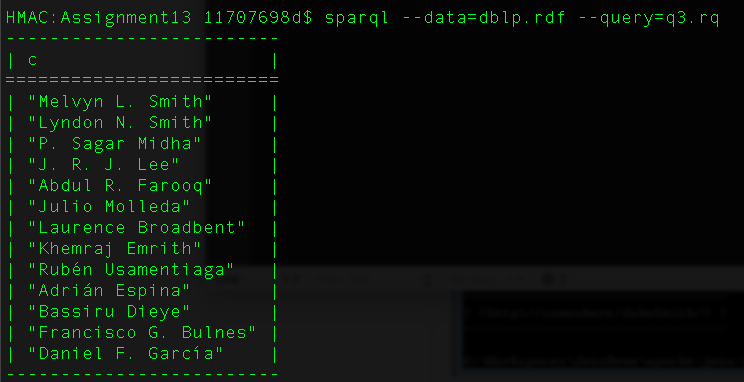 HMAC:Assignment13 11707698d$ sparql --data=dblp.rdf --query=q3.rq
-------------------------
| c                     |
=========================
| "Melvyn L. Smith"     |
| "Lyndon N. Smith"     |
| "P. Sagar Midha"      |
| "J. R. J. Lee"        |
| "Abdul R. Farooq"     |
| "Julio Molleda"       |
| "Laurence Broadbent"  |
| "Khemraj Emrith"      |
| "Rubén Usamentiaga"   |
| "Adrián Espina"       |
| "Bassiru Dieye"       |
| "Francisco G. Bulnes" |
| "Daniel F. García"    |
-------------------------